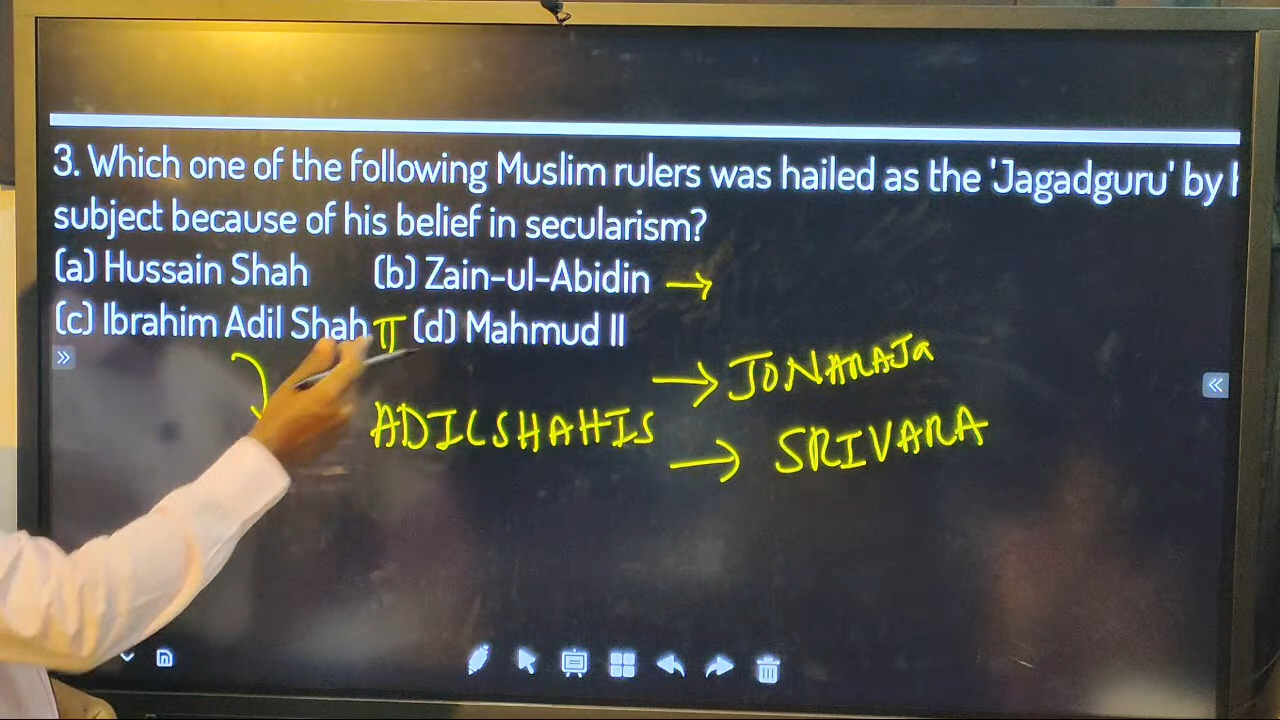 3. Which one of the following Muslim rulers was hailed as the 'Jagadguru' by
subject because of his belief in secularism?
(a) Hussain Shah (b) Zain-ul-Abidin →
(c) Ibrahim Adil Shah II (d) Mahmud II
→ JONARAJa
ADILSHAHIS
→ SRIVARA